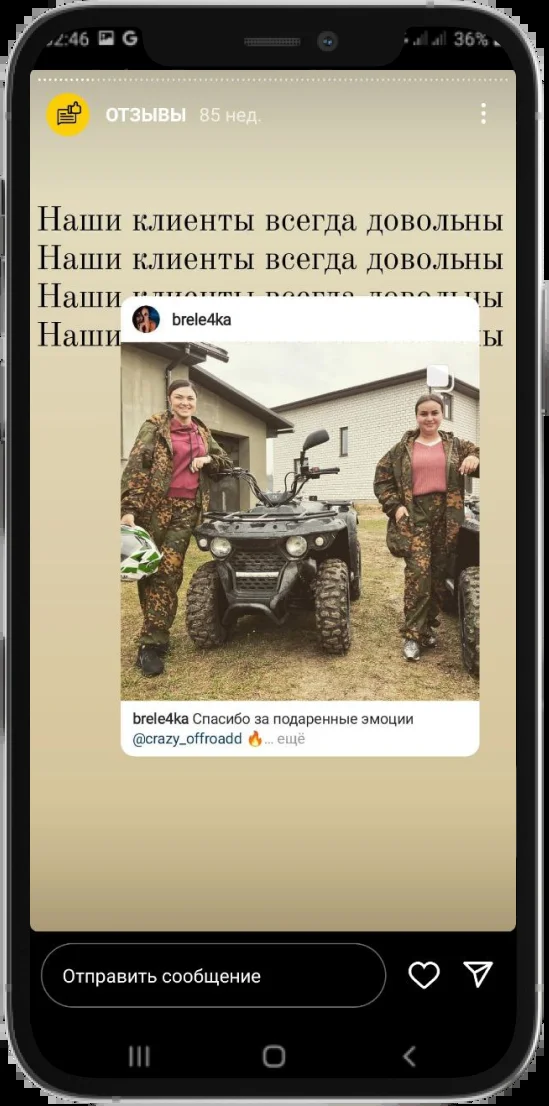 2:46 G 36%
ОТЗЫВЫ 85 нед.
Наши клиенты всегда довольны
Наши клиенты всегда довольны
Наши клиенты всегда довольны
Наши ны
brele4ka
brele4ka Спасибо за подаренные эмоции
@crazy_offroadd 🔥... ещё
Отправить сообщение